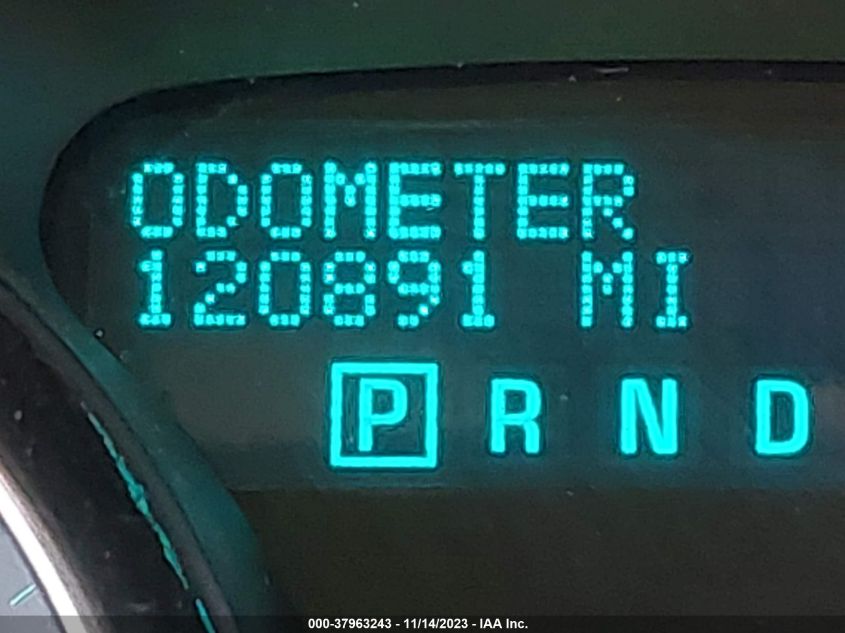 ODOMETER
120891 MI
P R N D
000-37963243 - 11/14/2023 - IAA Inc.